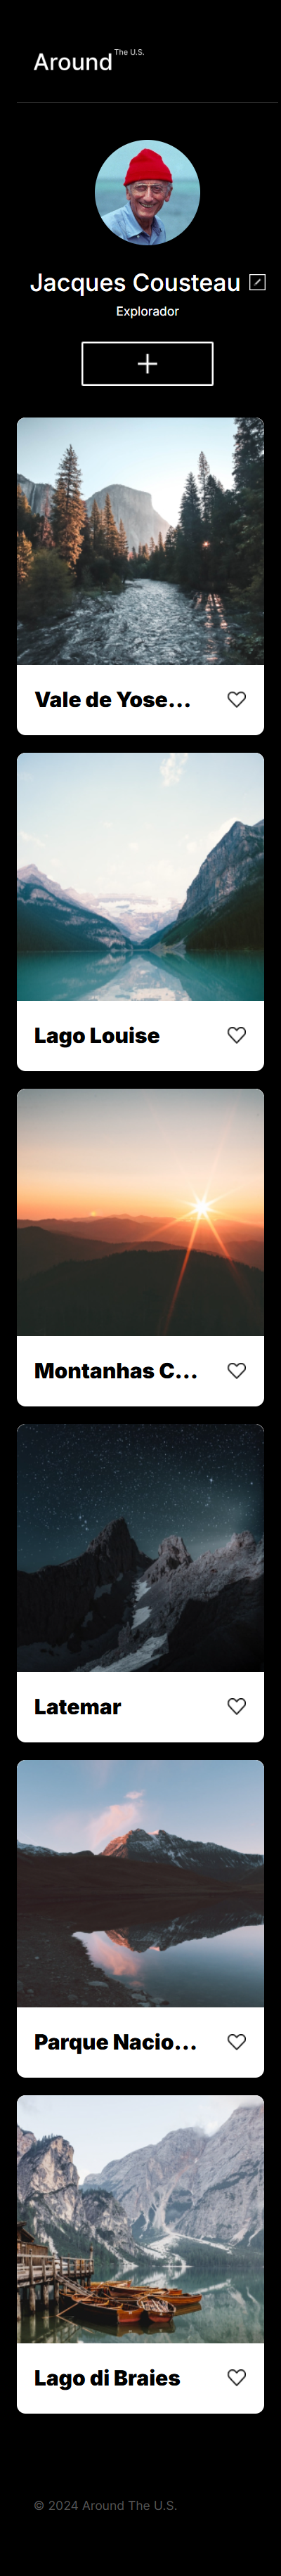 Around The U.S.
Jacques Cousteau
Explorador
Vale de Yose...
Lago Louise
Montanhas C...
Latemar
Parque Nacio...
Lago di Braies
© 2024 Around The U.S.